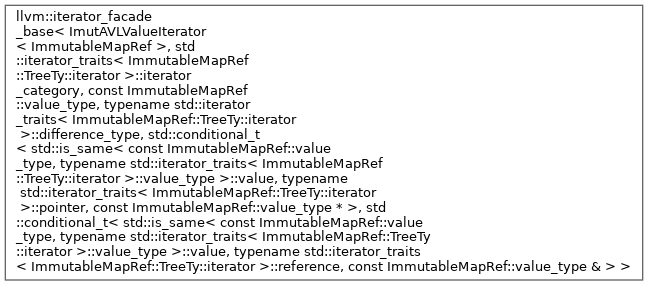 llvm::iterator_facade
_base< ImutAVLValueIterator
< ImmutableMapRef >, std
::iterator_traits< ImmutableMapRef
::TreeTy::iterator >::iterator
_category, const ImmutableMapRef
::value_type, typename std::iterator
_traits< ImmutableMapRef::TreeTy::iterator
 >::difference_type, std::conditional_t
< std::is_same< const ImmutableMapRef::value
_type, typename std::iterator_traits< ImmutableMapRef
::TreeTy::iterator >::value_type >::value, typename
 std::iterator_traits< ImmutableMapRef::TreeTy::iterator
 >::pointer, const ImmutableMapRef::value_type * >, std
::conditional_t< std::is_same< const ImmutableMapRef::value
_type, typename std::iterator_traits< ImmutableMapRef::TreeTy
::iterator >::value_type >::value, typename std::iterator_traits
< ImmutableMapRef::TreeTy::iterator >::reference, const ImmutableMapRef::value_type & > >